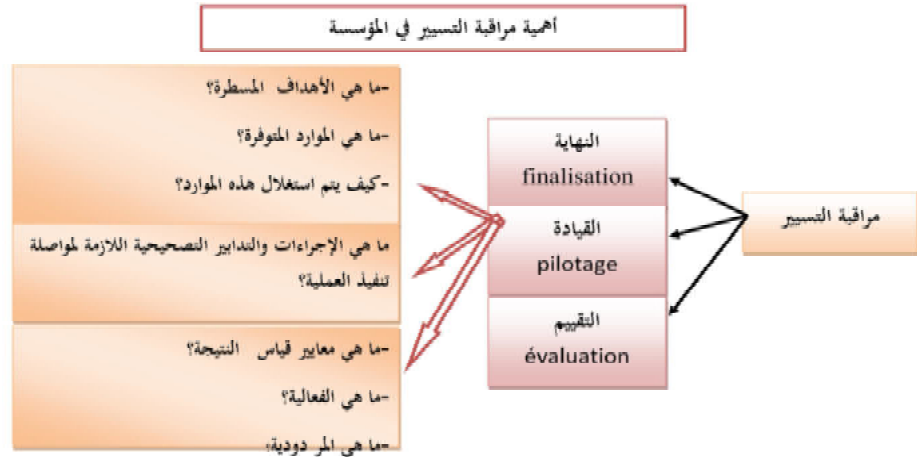 أهمية مراقبة التسيير في المؤسسة
مراقبة التسيير
النهاية
finalisation
القيادة
pilotage
التقييم
évaluation
-ما هي الأهداف المسطرة؟
-ما هي الموارد المتوفرة؟
-كيف يتم استغلال هذه الموارد؟
ما هي الإجراءات والتدابير التصحيحية اللازمة لمواصلة
تنفيذ العملية؟
-ما هي معايير قياس النتيجة؟
-ما هي الفعالية؟
-ما هي المر دودية؛